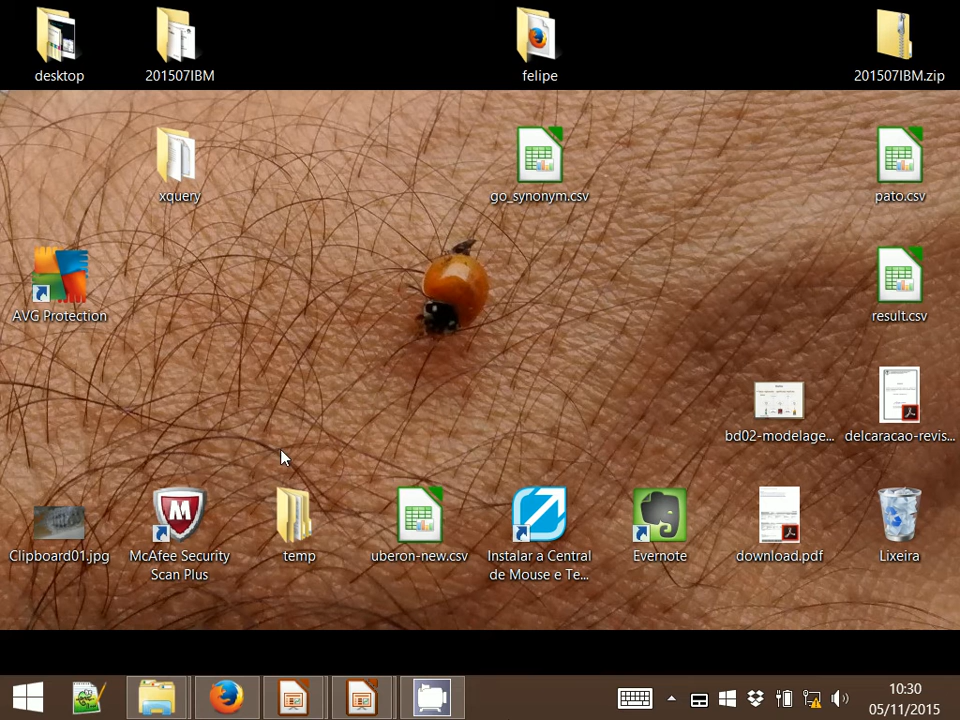 desktop
201507IBM
felipe
201507IBM.zip
xquery
go_synonym.csv
pato.csv
AVG Protection
result.csv
bd02-modelage...
delcaracao-revis...
Clipboard01.jpg
McAfee Security
Scan Plus
temp
uberon-new.csv
Instalar a Central
de Mouse e Te...
Evernote
download.pdf
Lixeira
10:30
05/11/2015